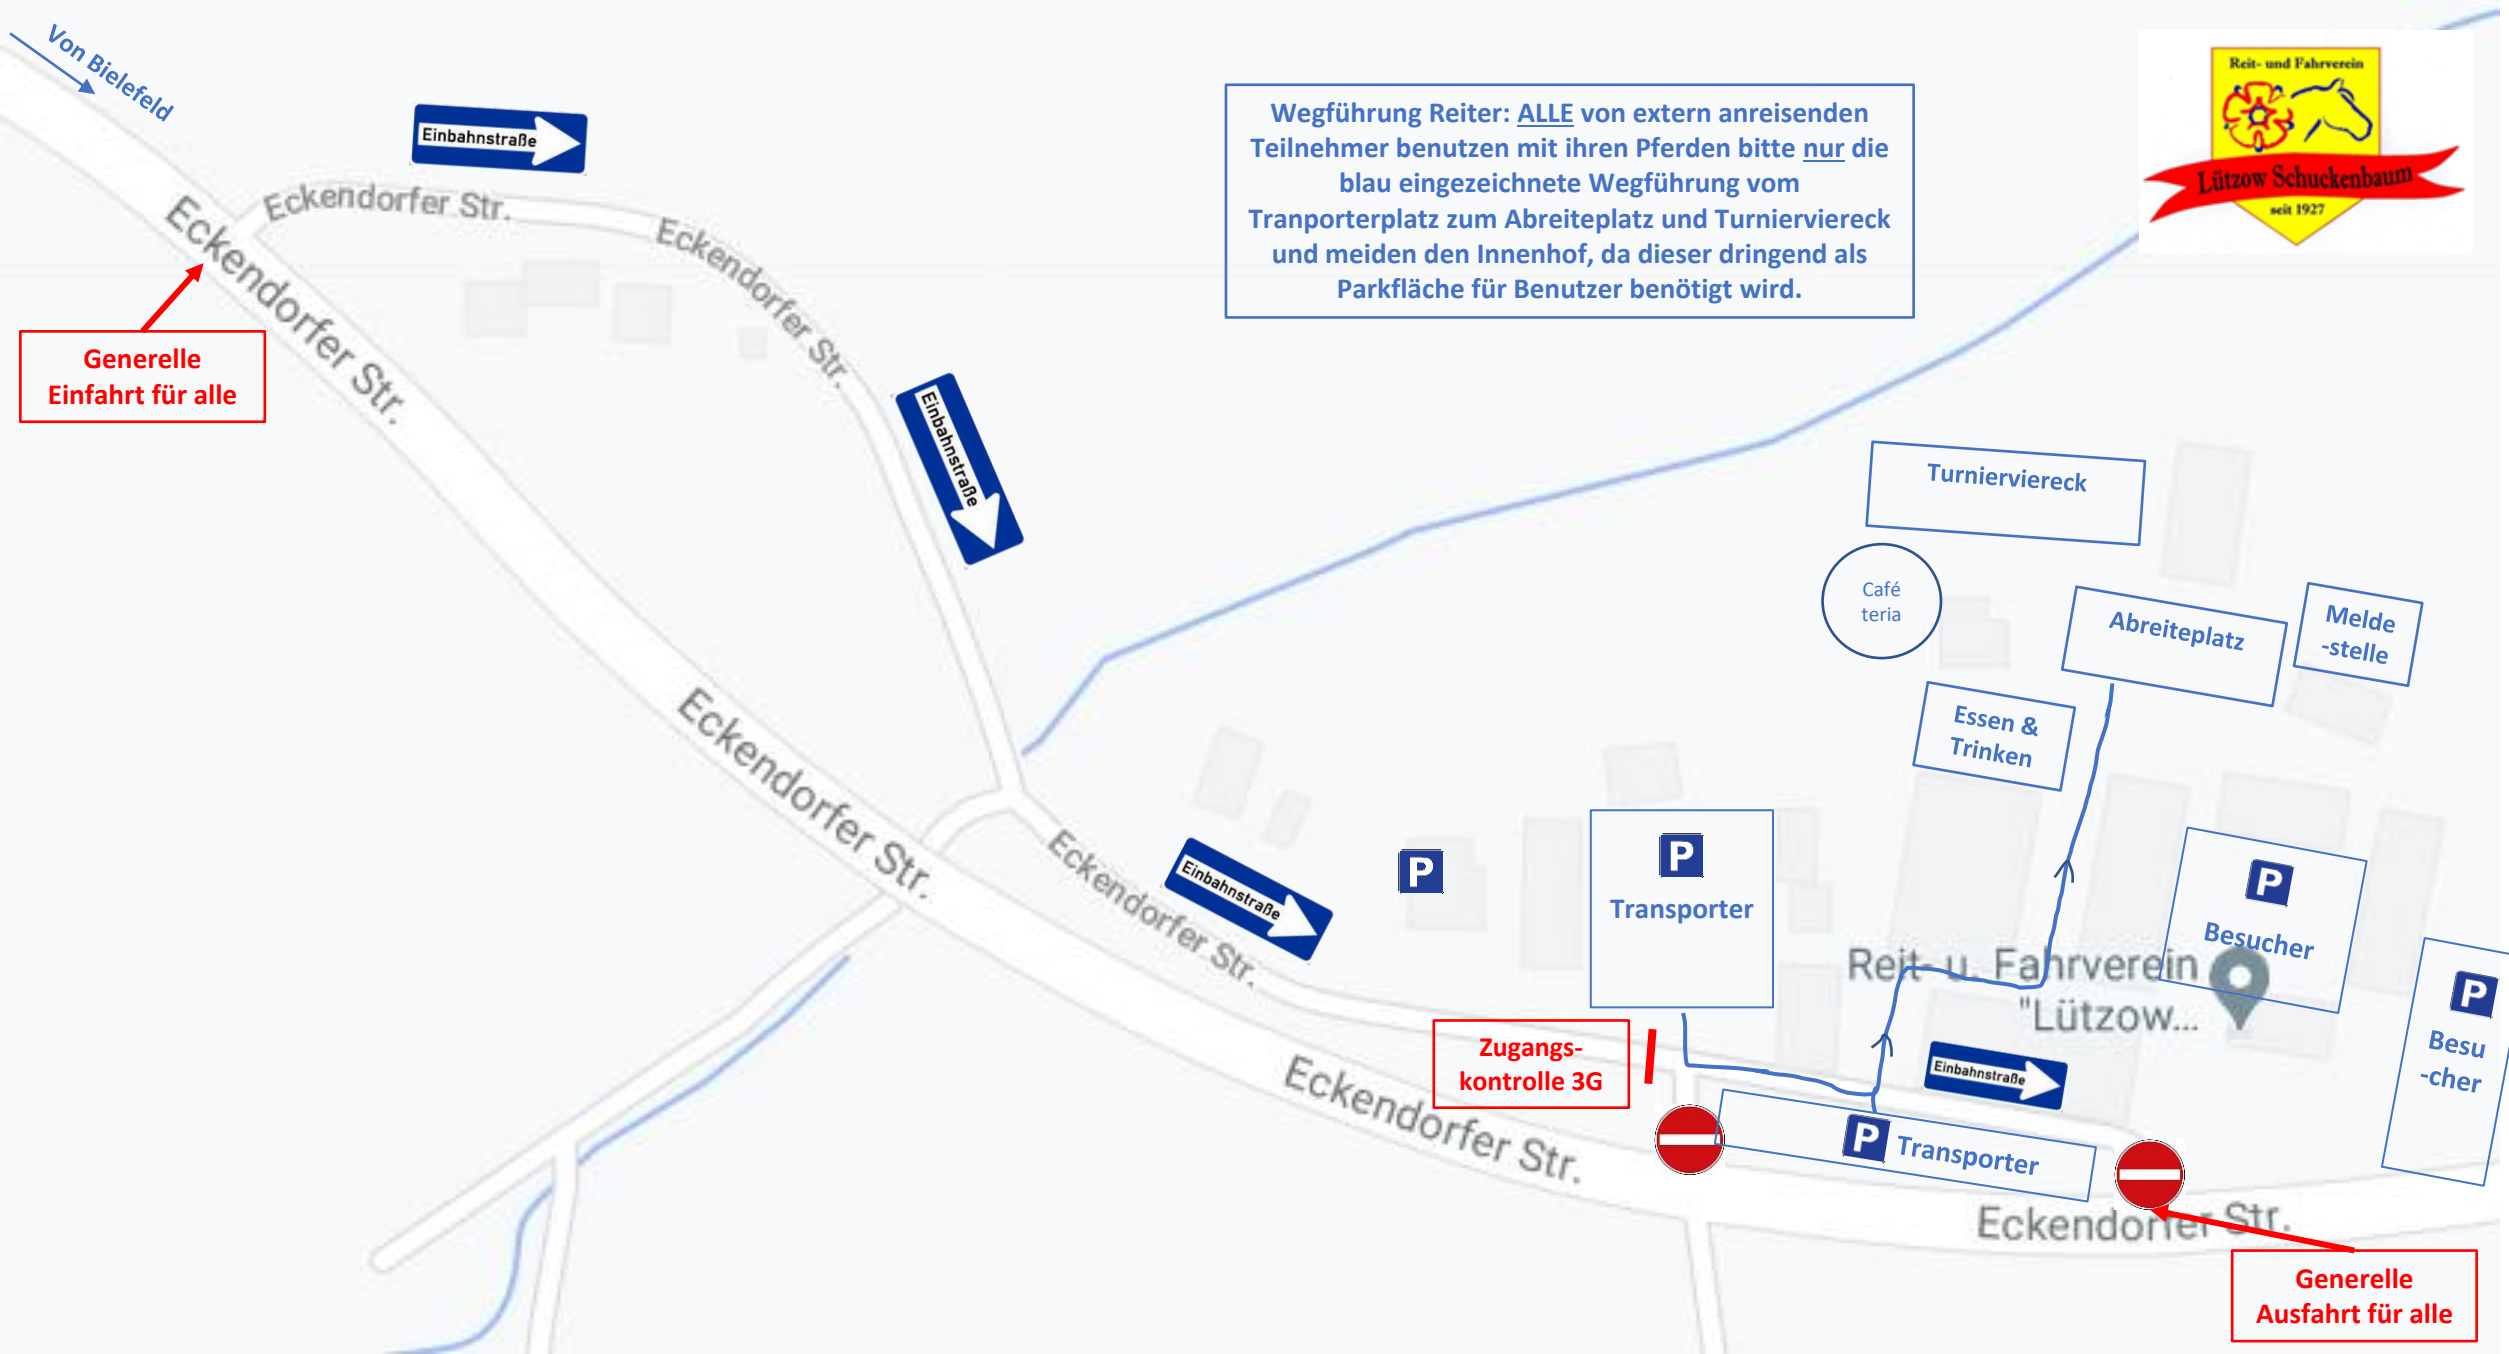 Von Bielefeld
Einbahnstraße
Eckendorfer Str.
Eckendorfer Str.
Eckendorfer Str.
Generelle
Einfahrt für alle
Wegführung Reiter: ALLE von extern anreisenden
Teilnehmer benutzen mit ihren Pferden bitte nur die
blau eingezeichnete Wegführung vom
Tranporterplatz zum Abreiteplatz und Turnierviereck
und meiden den Innenhof, da dieser dringend als
Parkfläche für Benutzer benötigt wird.
Reit- und Fahrverein
Lützow Schuckenbaum
seit 1927
Einbahnstraße
Turnierviereck
Café
teria
Abreiteplatz
Melde
-stelle
Essen &
Trinken
Eckendorfer Str.
Eckendorfer Str.
Einbahnstraße
P
P
Transporter
P
Besucher
Reit- u. Fahrverein
"Lützow...
P
Besu
-cher
Zugangs-
kontrolle 3G
Einbahnstraße
Eckendorfer Str.
P Transporter
Eckendorfer Str.
Generelle
Ausfahrt für alle